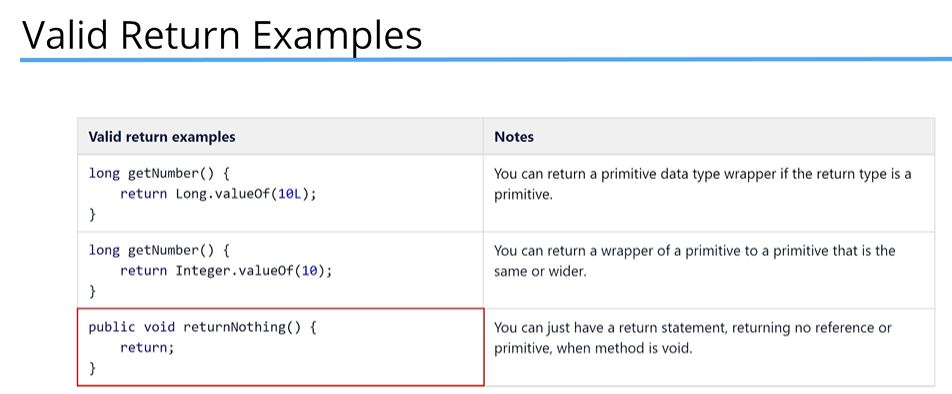 Valid Return Examples
Valid return examples
Notes
long getNumber() {
    return Long.valueOf(10L);
}
You can return a primitive data type wrapper if the return type is a
primitive.
long getNumber() {
    return Integer.valueOf(10);
}
You can return a wrapper of a primitive to a primitive that is the
same or wider.
public void returnNothing() {
    return;
}
You can just have a return statement, returning no reference or
primitive, when method is void.